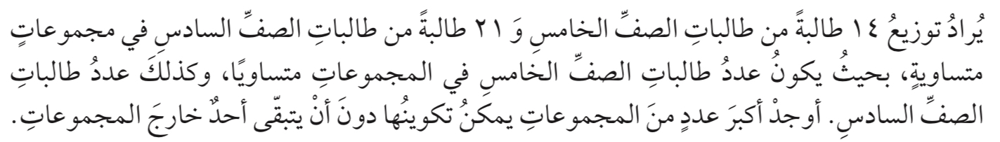 يُرادُ توزيعُ ١٤ طالبةً من طالباتِ الصفِّ الخامسِ وَ ٢١ طالبةً من طالباتِ الصفِّ السادسِ في مجموعاتٍ
متساويةٍ، بحيثُ يكونُ عددُ طالباتِ الصفِّ الخامسِ في المجموعاتِ متساويًا، وكذلكَ عددُ طالباتِ
الصفِّ السادسِ. أوجدْ أكبرَ عددٍ منَ المجموعاتِ يمكنُ تكوينُها دونَ أنْ يتبقّى أحدٌ خارجَ المجموعاتِ.